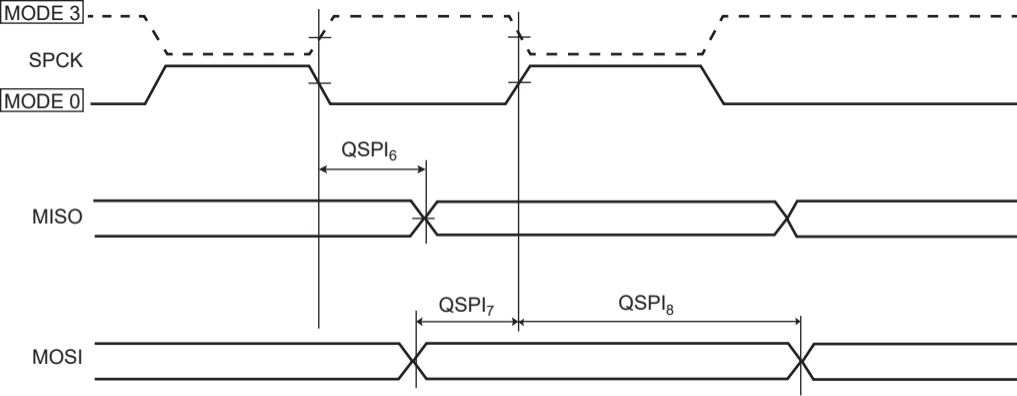 MODE 3
SPCK
MODE 0
QSPI6
MISO
QSPI7
QSPI8
MOSI